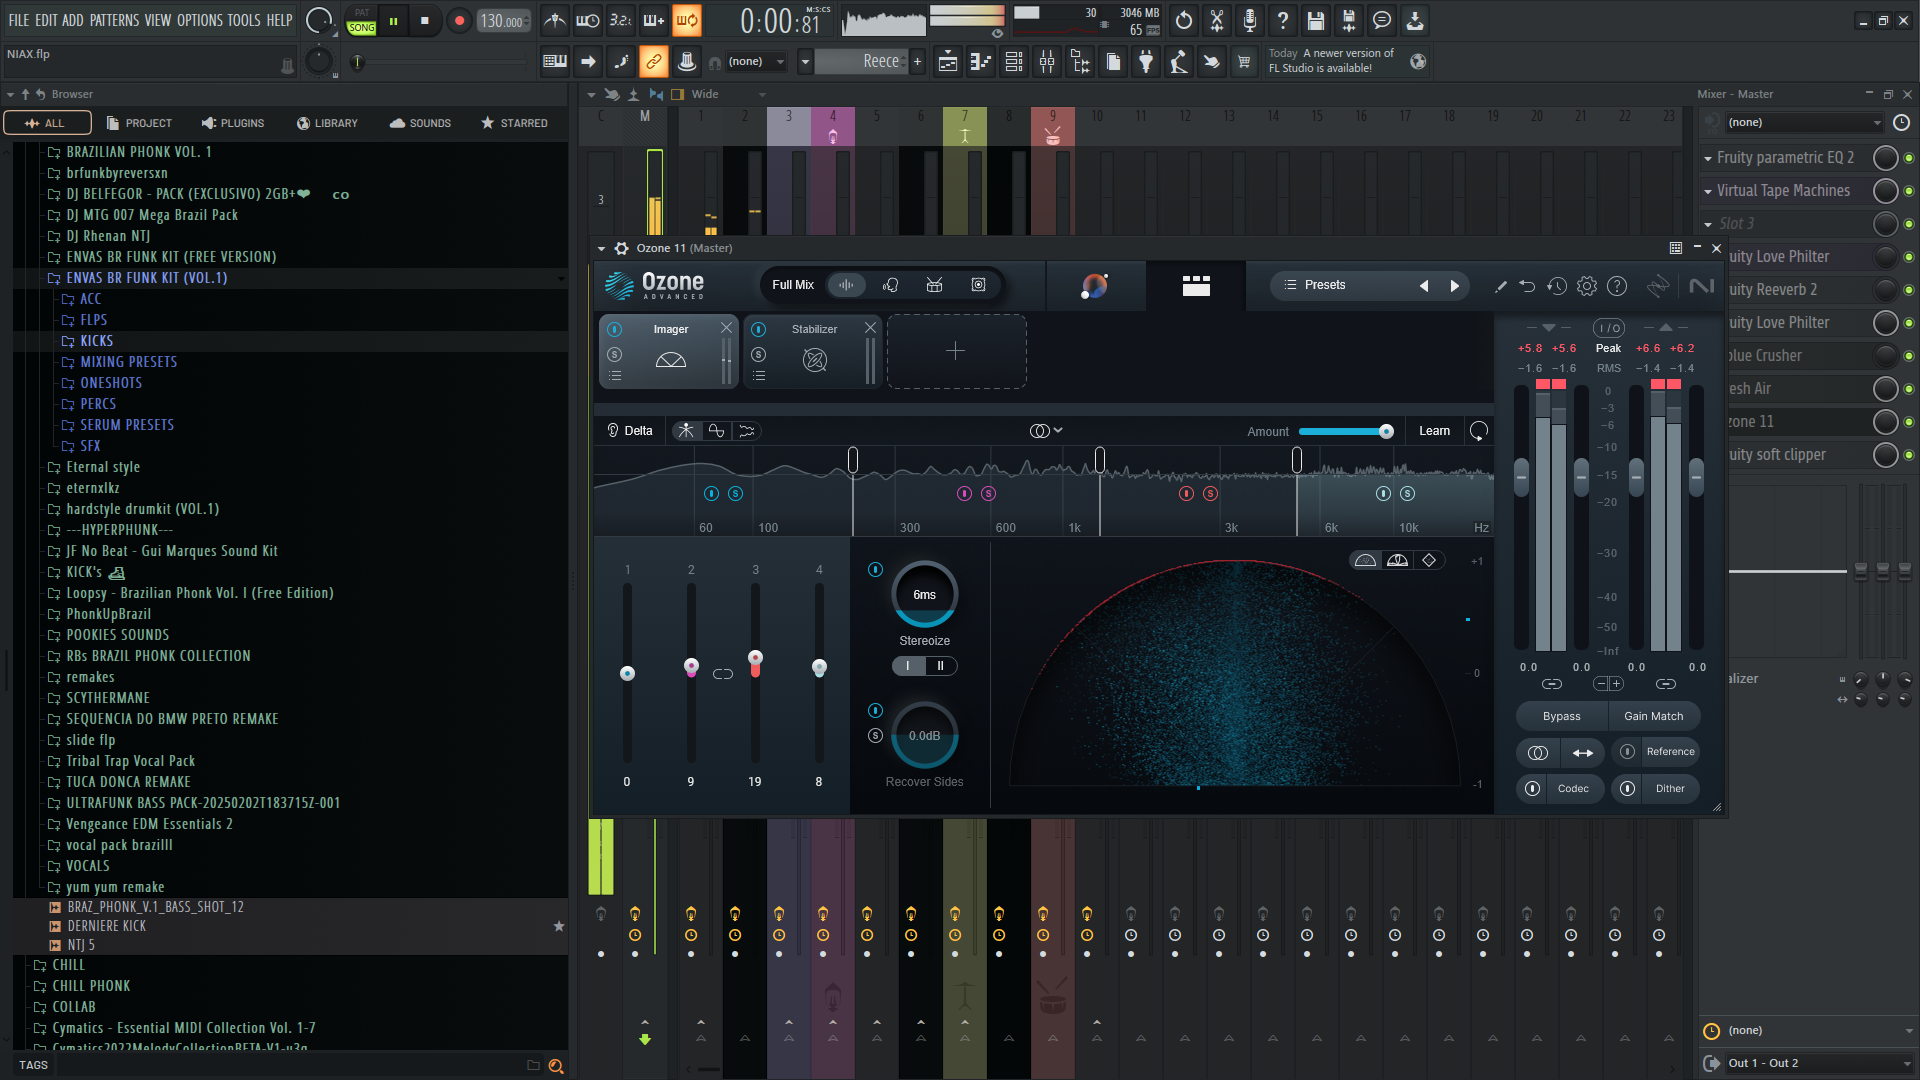 FILE EDIT ADD PATTERNS VIEW OPTIONS TOOLS HELP
PAT
SONG
130.000
3.2.
M:S:CS
0:00:81
30
3046 MB
65
NIAX.flp
(none)
Reece
Today A newer version of
FL Studio is available!
Browser
ALL
PROJECT
PLUGINS
LIBRARY
SOUNDS
STARRED
BRAZILIAN PHONK VOL. 1
brfunkbyreversxn
DJ BELFEGOR - PACK (EXCLUSIVO) 2GB+❤ co
DJ MTG 007 Mega Brazil Pack
DJ Rhenan NTJ
ENVAS BR FUNK KIT (FREE VERSION)
ENVAS BR FUNK KIT (VOL.1)
ACC
FLPS
KICKS
MIXING PRESETS
ONESHOTS
PERCS
SERUM PRESETS
SFX
Eternal style
eternxlkz
hardstyle drumkit (VOL.1)
---HYPERPHUNK---
JF No Beat - Gui Marques Sound Kit
KICK's
Loopsy - Brazilian Phonk Vol. I (Free Edition)
PhonkUpBrazil
POOKIES SOUNDS
RBs BRAZIL PHONK COLLECTION
remakes
SCYTHERMANE
SEQUENCIA DO BMW PRETO REMAKE
slide flp
Tribal Trap Vocal Pack
TUCA DONCA REMAKE
ULTRAFUNK BASS PACK-20250202T183715Z-001
Vengeance EDM Essentials 2
vocal pack brazilll
VOCALS
yum yum remake
BRAZ_PHONK_V.1_BASS_SHOT_12
DERNIERE KICK
NTJ 5
CHILL
CHILL PHONK
COLLAB
Cymatics - Essential MIDI Collection Vol. 1-7
Cymatics2022MelodyCollectionBETA-V1-u3g
TAGS
Wide
C M 1 2 3 4 5 6 7 8 9 10 11 12 13 14 15 16 17 18 19 20 21 22 23
3
Ozone 11 (Master)
Ozone
ADVANCED
Full Mix
Presets
Imager
S
Stabilizer
S
I / O
+5.8 +5.6 Peak +6.6 +6.2
-1.6 -1.6 RMS -1.4 -1.4
0
-3
-6
-10
-15
-20
-30
-40
-50
-Inf
0.0 0.0 0.0 0.0
Delta
Amount
Learn
S S S S
60 100 300 600 1k 3k 6k 10k Hz
1 2 3 4
0 9 19 8
6ms
Stereoize
I II
S
0.0dB
Recover Sides
+1
0
-1
Bypass
Gain Match
Reference
Codec
Dither
Mixer - Master
(none)
Fruity parametric EQ 2
Virtual Tape Machines
Slot 3
uity Love Philter
uity Reeverb 2
uity Love Philter
lue Crusher
esh Air
zone 11
uity soft clipper
alizer
(none)
Out 1 - Out 2